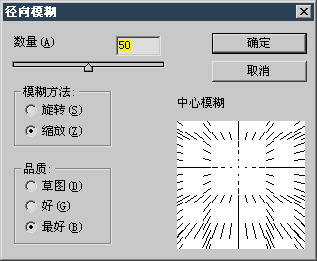 径向模糊
数量(A) 50
确定
取消
模糊方法:
旋转(S)
缩放(Z)
中心模糊
品质:
草图(D)
好(G)
最好(B)